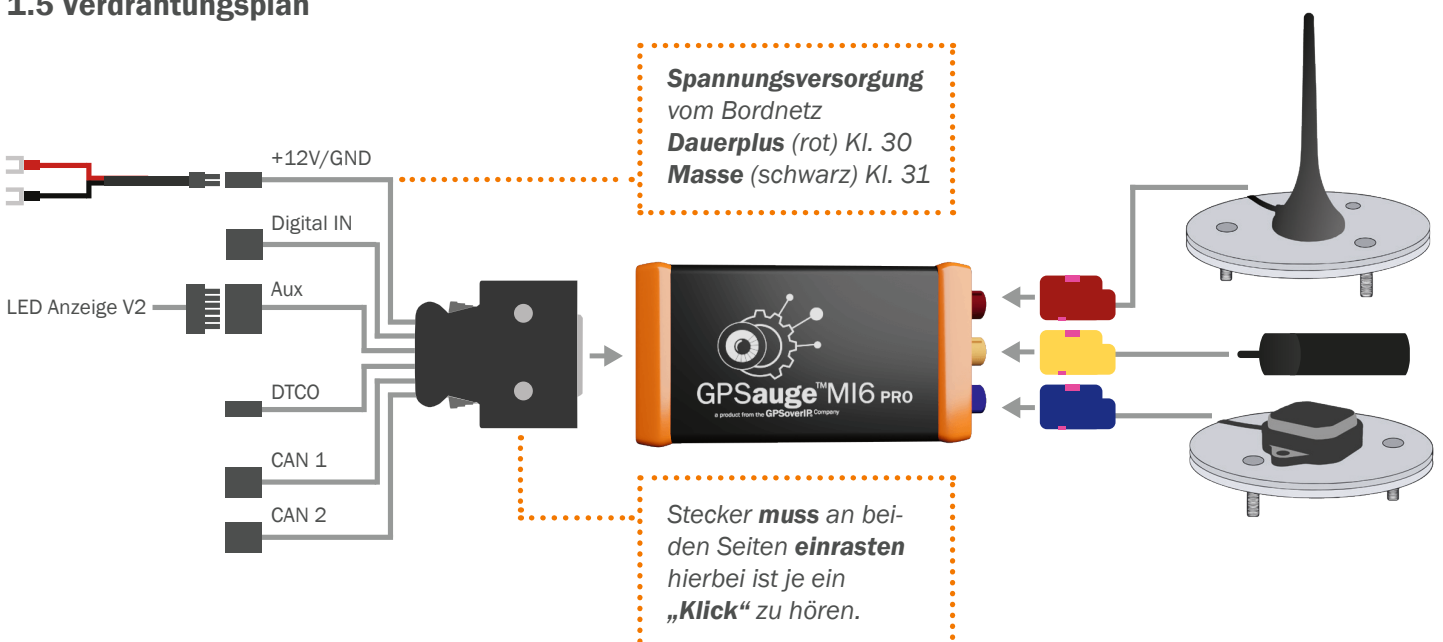 1.5 Verdrahtungsplan
Spannungsversorgung
vom Bordnetz
Dauerplus (rot) Kl. 30
Masse (schwarz) Kl. 31
+12V/GND
Digital IN
Aux
LED Anzeige V2
DTCO
CAN 1
CAN 2
GPSauge™MI6 PRO
a product from the GPSoverIP Company
Stecker muss an bei-
den Seiten einrasten
hierbei ist je ein
„Klick“ zu hören.